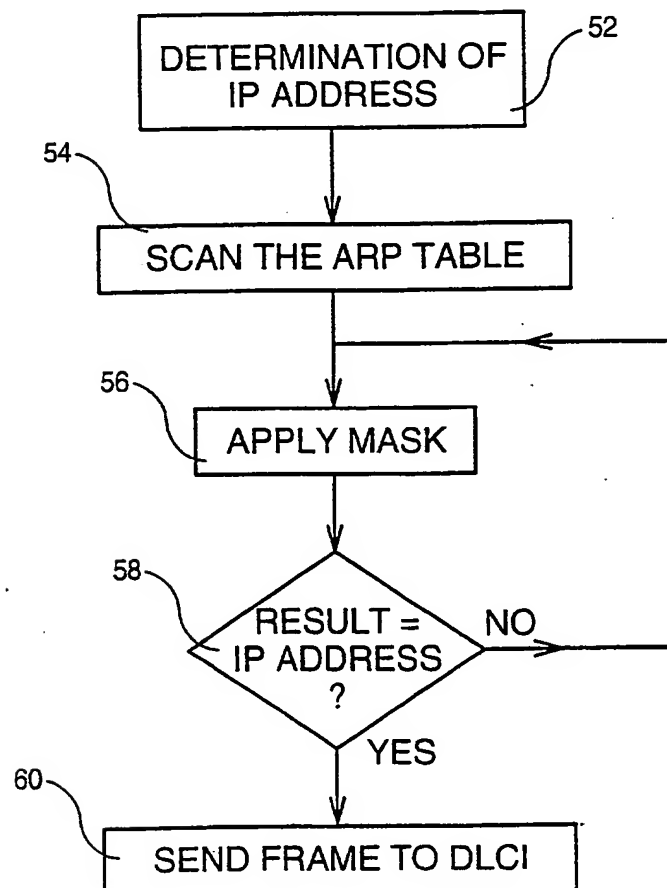 DETERMINATION OF
IP ADDRESS
52
54
SCAN THE ARP TABLE
56
APPLY MASK
58
RESULT =
IP ADDRESS
?
NO
YES
60
SEND FRAME TO DLCI